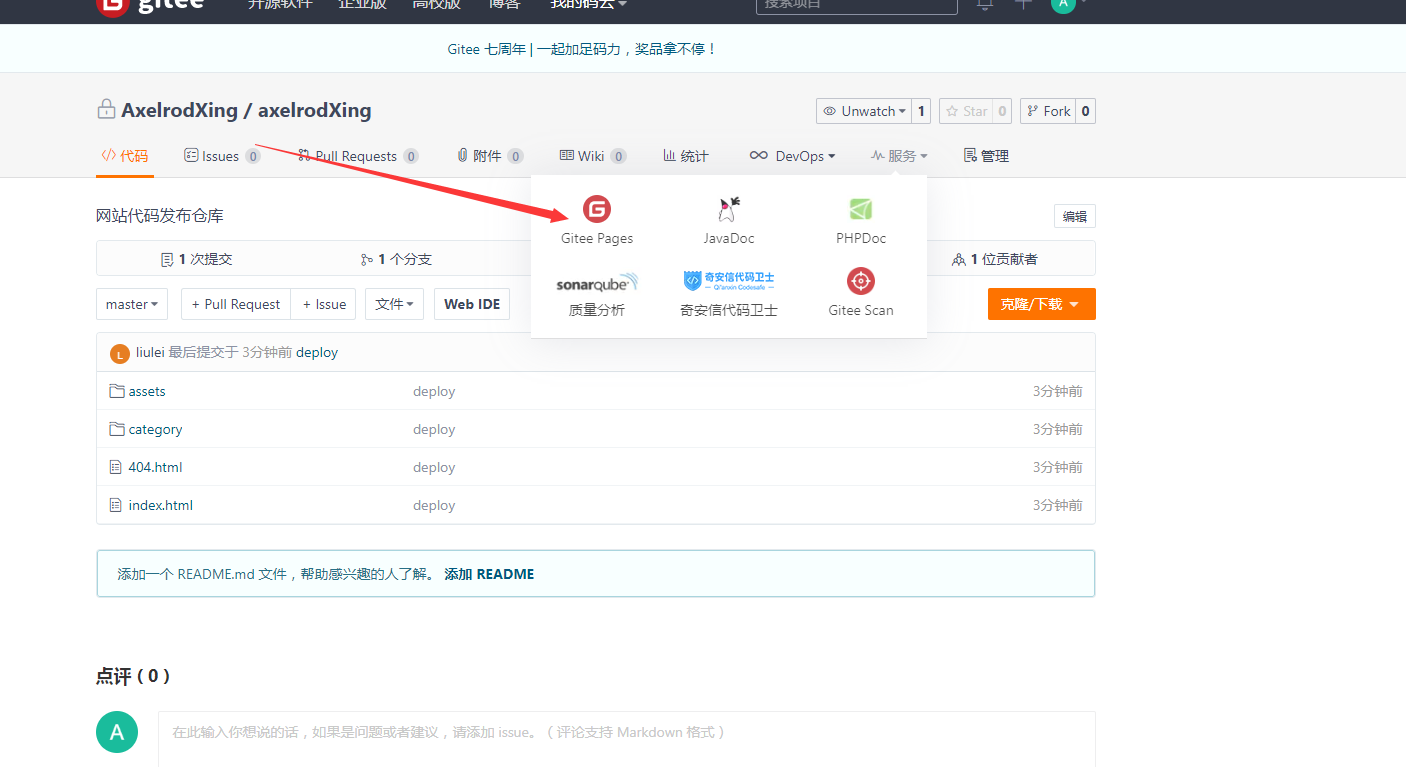 gitee 开源软件 企业版 高校版 博客 我的码云 搜索项目 A
Gitee 七周年 | 一起加足码力，奖品拿不停！
AxelrodXing / axelrodXing Unwatch 1 Star 0 Fork 0
代码 Issues 0 Pull Requests 0 附件 0 Wiki 0 统计 DevOps 服务 管理
网站代码发布仓库 编辑
Gitee Pages JavaDoc PHPDoc
1 次提交 1 个分支 1 位贡献者
sonarqube 奇安信代码卫士
Qi'anxin Codesafe
质量分析 奇安信代码卫士 Gitee Scan
master + Pull Request + Issue 文件 Web IDE 克隆/下载
L liulei 最后提交于 3分钟前 deploy
assets deploy 3分钟前
category deploy 3分钟前
404.html deploy 3分钟前
index.html deploy 3分钟前
添加一个 README.md 文件，帮助感兴趣的人了解。 添加 README
点评 ( 0 )
A 在此输入你想说的话，如果是问题或者建议，请添加 issue。（ 评论支持 Markdown 格式 ）